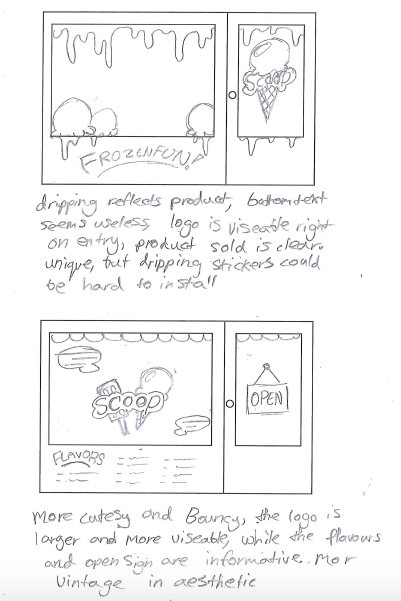 Scoop
FROZENFUN!
dripping reflects product, bottom text
seems useless, logo is viseable right
on entry, product sold is clear.
unique, but dripping stickers could
be hard to install
SCOOP
OPEN
FLAVORS
More cutesy and Bouncy, the logo is
larger and more viseable, while the flavours
and open sign are informative.. Mor
vintage in aesthetic